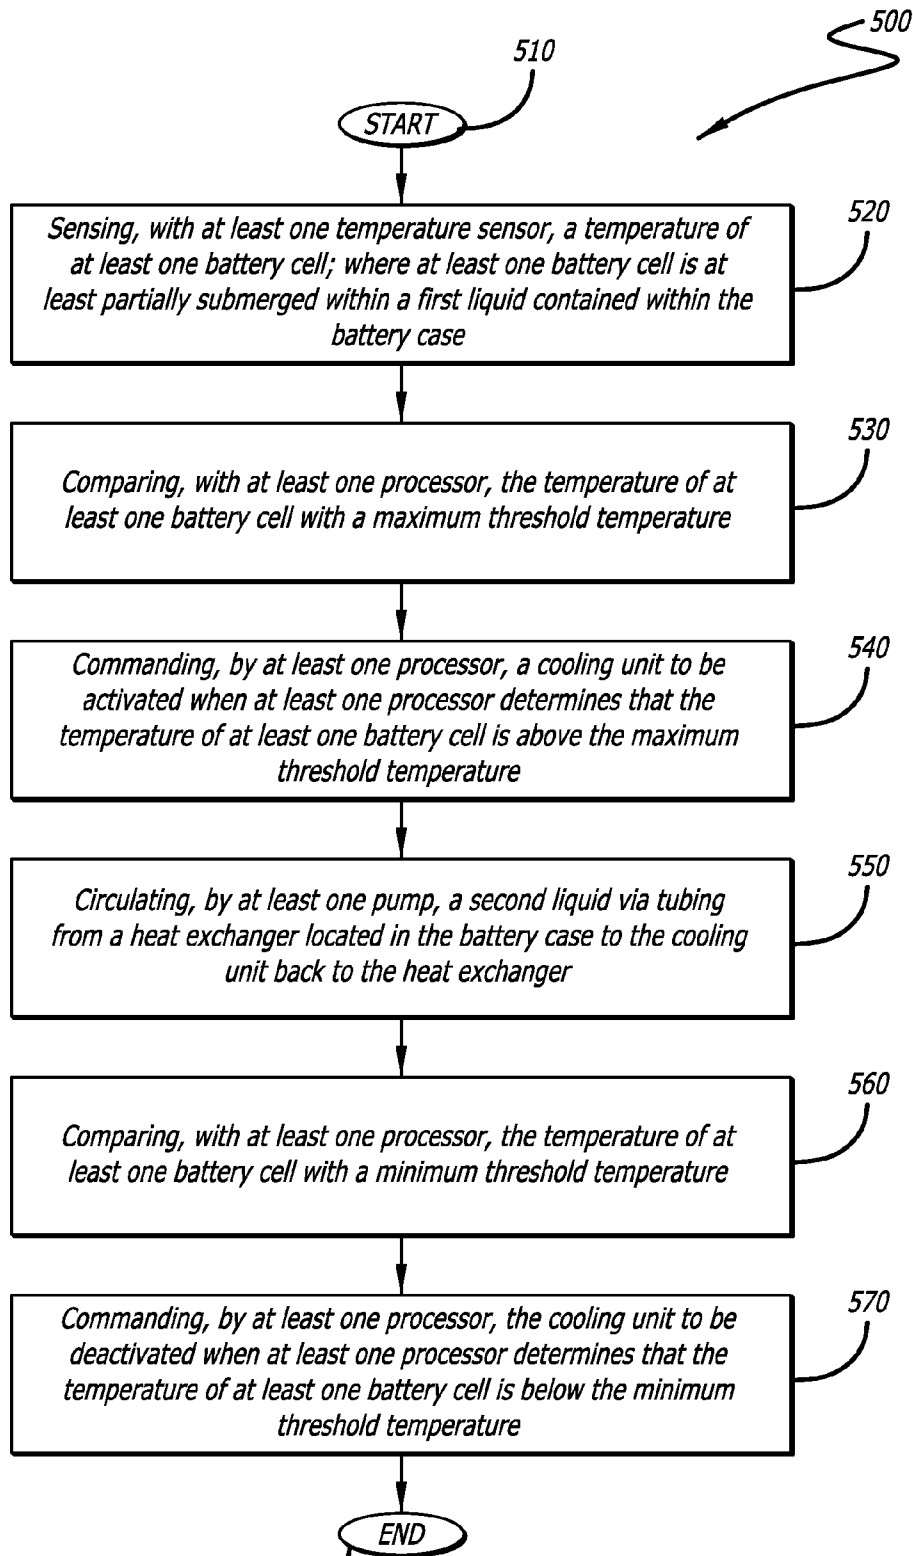 500
510
START
520
Sensing, with at least one temperature sensor, a temperature of
at least one battery cell; where at least one battery cell is at
least partially submerged within a first liquid contained within the
battery case
530
Comparing, with at least one processor, the temperature of at
least one battery cell with a maximum threshold temperature
540
Commanding, by at least one processor, a cooling unit to be
activated when at least one processor determines that the
temperature of at least one battery cell is above the maximum
threshold temperature
550
Circulating, by at least one pump, a second liquid via tubing
from a heat exchanger located in the battery case to the cooling
unit back to the heat exchanger
560
Comparing, with at least one processor, the temperature of at
least one battery cell with a minimum threshold temperature
570
Commanding, by at least one processor, the cooling unit to be
deactivated when at least one processor determines that the
temperature of at least one battery cell is below the minimum
threshold temperature
END